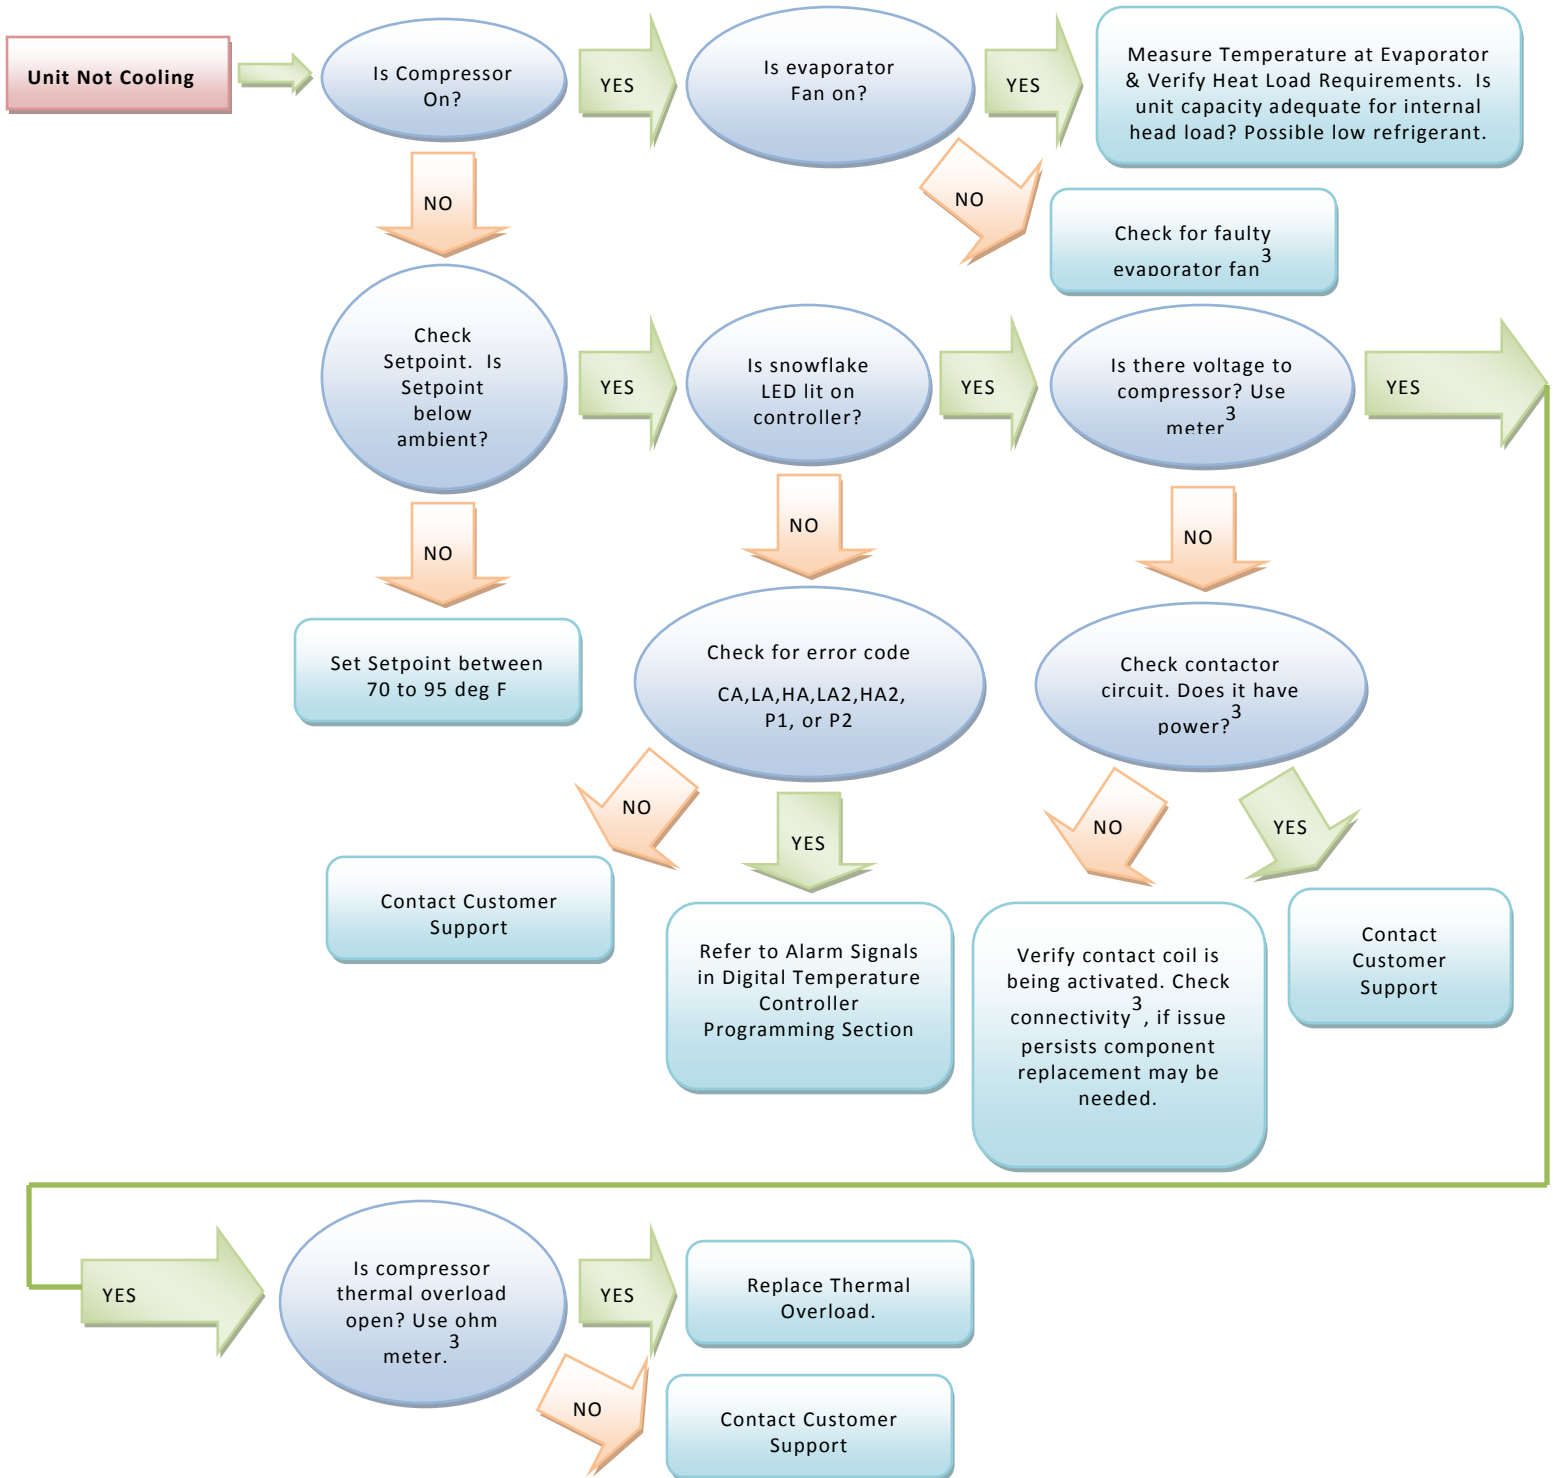 Unit Not Cooling
Is Compressor
On?
YES
Is evaporator
Fan on?
YES
Measure Temperature at Evaporator
& Verify Heat Load Requirements. Is
unit capacity adequate for internal
head load? Possible low refrigerant.
NO
NO
Check for faulty
evaporator fan3
Check
Setpoint. Is
Setpoint
below
ambient?
YES
Is snowflake
LED lit on
controller?
YES
Is there voltage to
compressor? Use
meter3
YES
NO
NO
NO
Set Setpoint between
70 to 95 deg F
Check for error code
CA,LA,HA,LA2,HA2,
P1, or P2
Check contactor
circuit. Does it have
power?3
NO
YES
NO
YES
Contact Customer
Support
Refer to Alarm Signals
in Digital Temperature
Controller
Programming Section
Verify contact coil is
being activated. Check
connectivity3, if issue
persists component
replacement may be
needed.
Contact
Customer
Support
YES
Is compressor
thermal overload
open? Use ohm
meter.3
YES
Replace Thermal
Overload.
NO
Contact Customer
Support